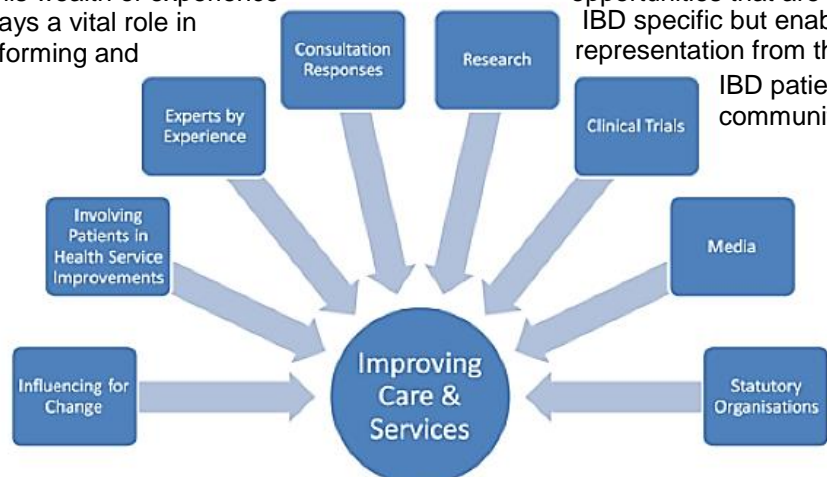 ays a vital role in
forming and
IBD specific but enab
representation from th
IBD patie
communi
Consultation
Responses
Research
Experts by
Experience
Clinical Trials
Involving
Patients in
Health Service
Improvements
Media
Influencing for
Change
Improving
Care &
Services
Statutory
Organisations